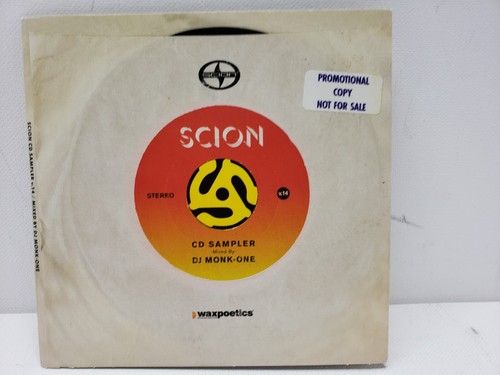 SCION
PROMOTIONAL
COPY
NOT FOR SALE
SCION
STEREO
v.14
CD SAMPLER
Mixed By
DJ MONK-ONE
waxpoetics
SCION CD SAMPLER v.14 / MIXED BY DJ MONK-ONE